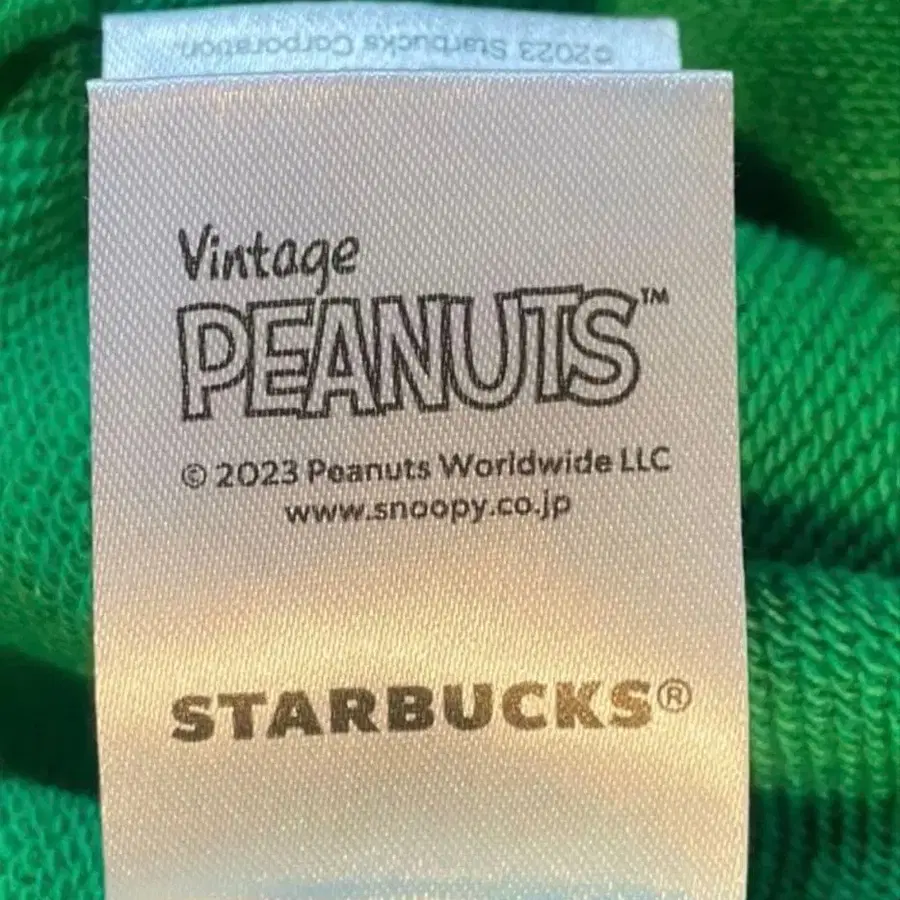 ©2023 Starbucks Corporation.
Vintage
PEANUTS™
© 2023 Peanuts Worldwide LLC
www.snoopy.co.jp
STARBUCKS®